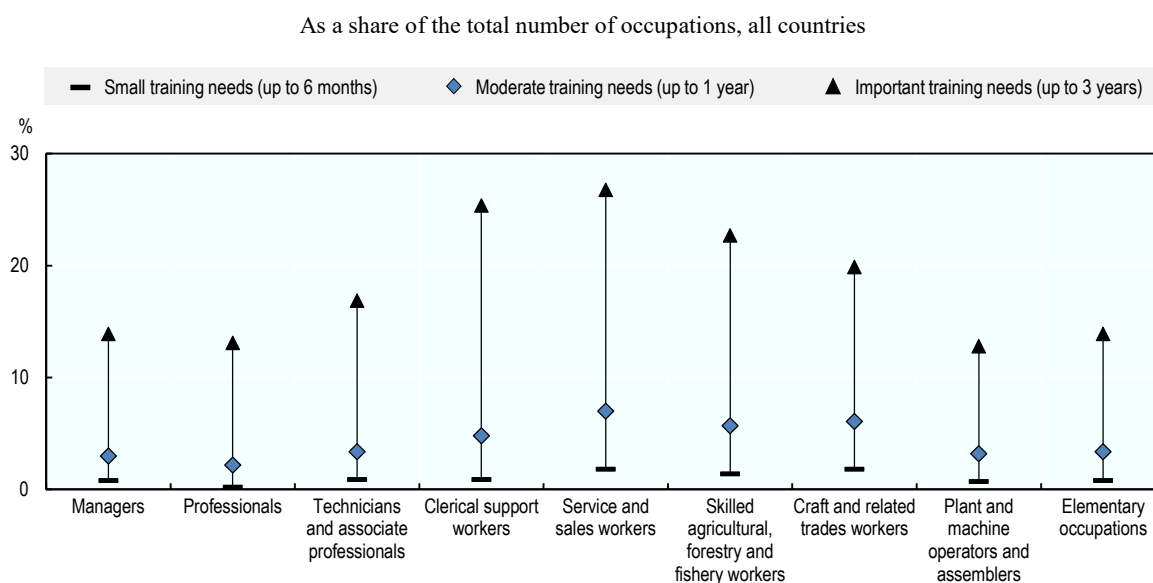 As a share of the total number of occupations, all countries
Small training needs (up to 6 months)
Moderate training needs (up to 1 year)
Important training needs (up to 3 years)
%
30
20
10
0
Managers
Professionals
Technicians
and associate
professionals
Clerical support
workers
Service and
sales workers
Skilled
agricultural,
forestry and
fishery workers
Craft and related
trades workers
Plant and
machine
operators and
assemblers
Elementary
occupations